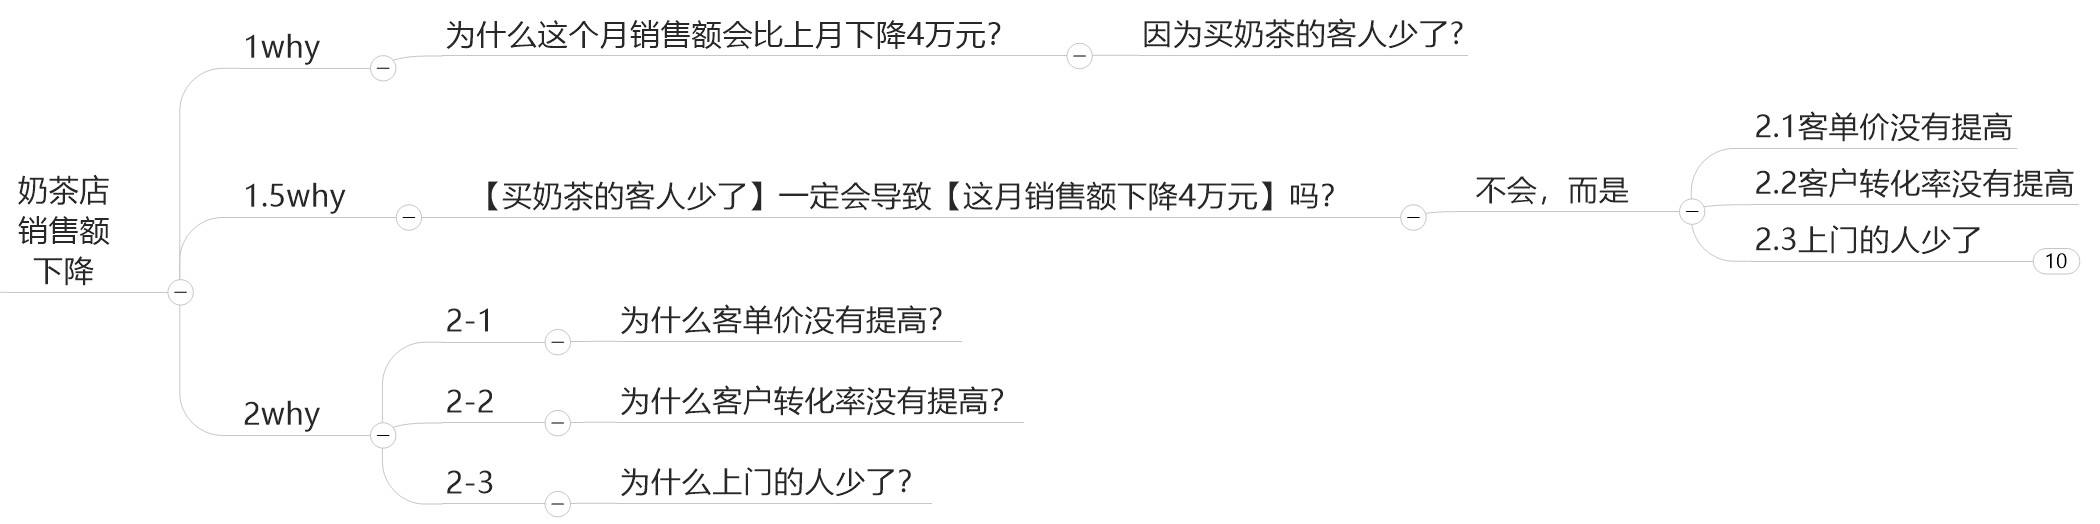 奶茶店
销售额
下降
1why
为什么这个月销售额会比上月下降4万元?
因为买奶茶的客人少了?
1.5why
【买奶茶的客人少了】一定会导致【这月销售额下降4万元】吗?
不会，而是
2.1客单价没有提高
2.2客户转化率没有提高
2.3上门的人少了
10
2why
2-1
为什么客单价没有提高?
2-2
为什么客户转化率没有提高?
2-3
为什么上门的人少了?